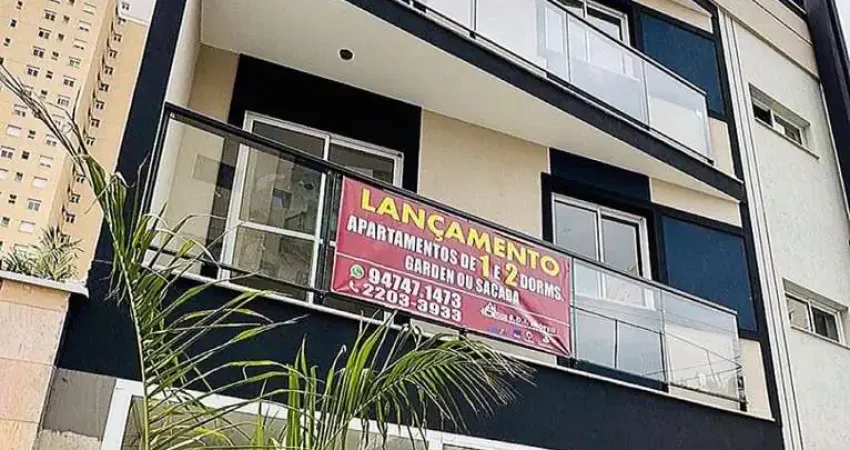 LANÇAMENTO
APARTAMENTOS DE 1 E 2 DORMS.
GARDEN OU SACADA
94747.1473
2203-3933